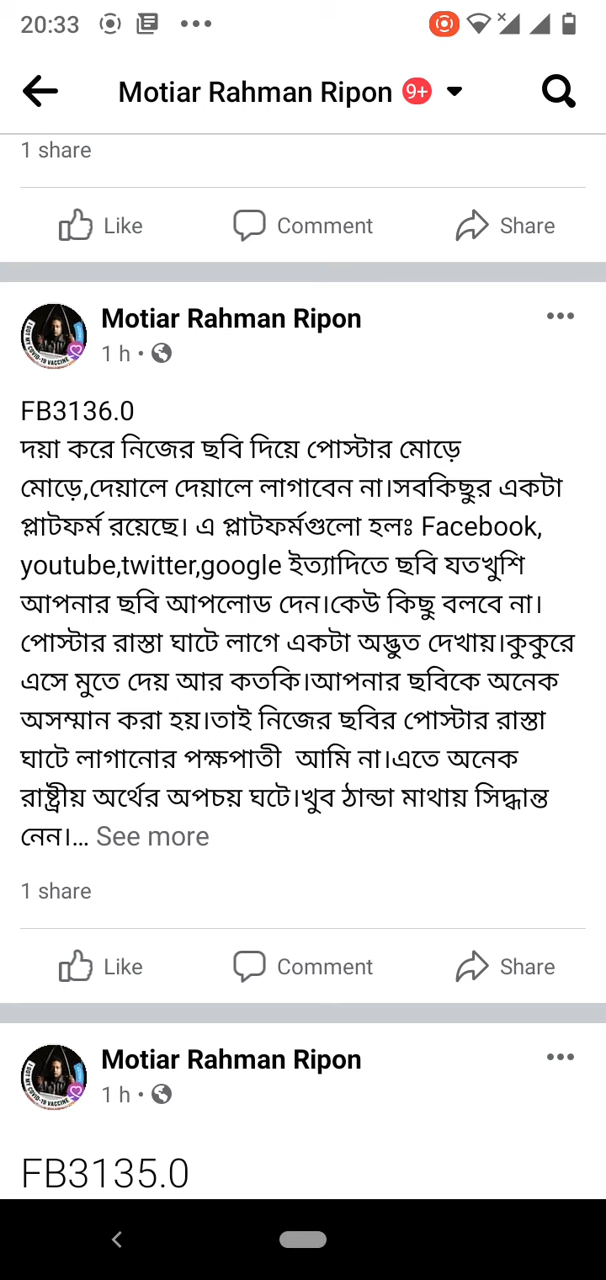 20:33
Motiar Rahman Ripon 9+
1 share
Like Comment Share
Motiar Rahman Ripon
1 h
FB3136.0
দয়া করে নিজের ছবি দিয়ে পোস্টার মোড়ে
মোড়ে,দেয়ালে দেয়ালে লাগাবেন না।সবকিছুর একটা
প্লাটফর্ম রয়েছে। এ প্লাটফর্মগুলো হলঃ Facebook,
youtube,twitter,google ইত্যাদিতে ছবি যতখুশি
আপনার ছবি আপলোড দেন।কেউ কিছু বলবে না।
পোস্টার রাস্তা ঘাটে লাগে একটা অদ্ভুত দেখায়।কুকুরে
এসে মুতে দেয় আর কতকি।আপনার ছবিকে অনেক
অসম্মান করা হয়।তাই নিজের ছবির পোস্টার রাস্তা
ঘাটে লাগানোর পক্ষপাতী আমি না।এতে অনেক
রাষ্ট্রীয় অর্থের অপচয় ঘটে।খুব ঠান্ডা মাথায় সিদ্ধান্ত
নেন।... See more
1 share
Like Comment Share
Motiar Rahman Ripon
1 h
FB3135.0